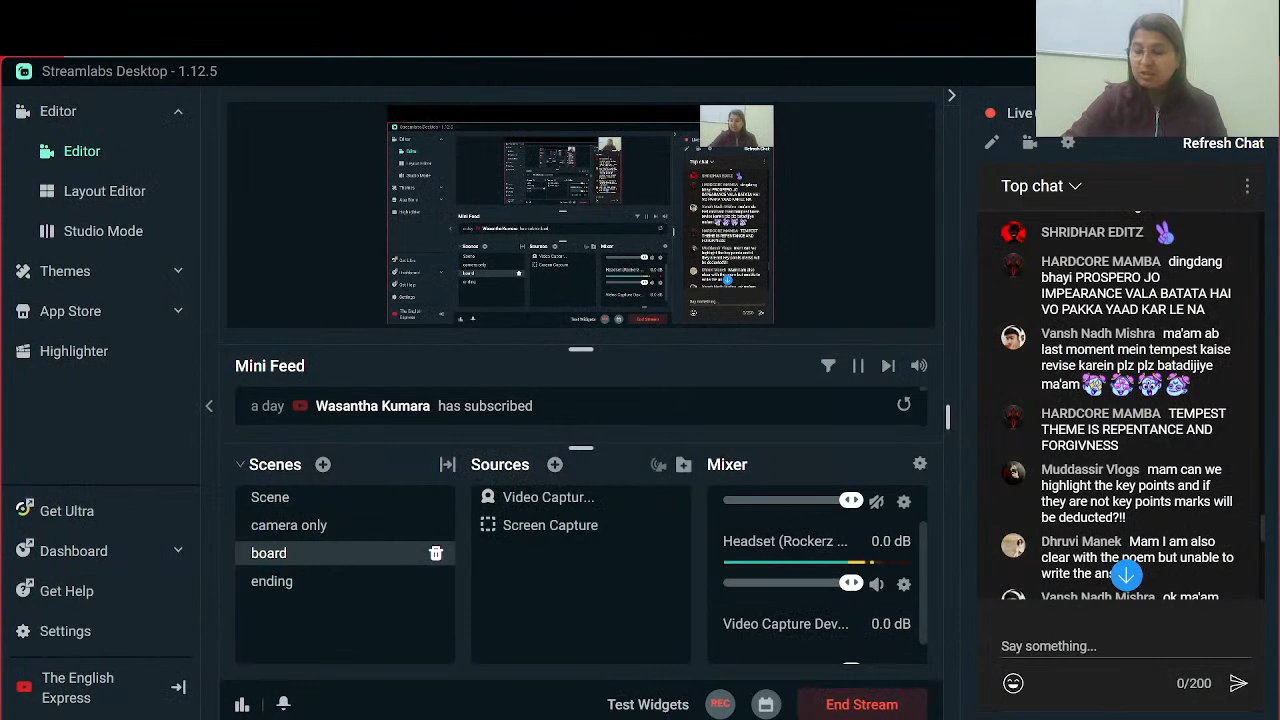 Streamlabs Desktop - 1.12.5
Editor
Editor
Layout Editor
Studio Mode
Themes
App Store
Highlighter
Get Ultra
Dashboard
Get Help
Settings
The English
Express
Mini Feed
a day Wasantha Kumara has subscribed
Scenes
Scene
camera only
board
ending
Sources
Video Captur...
Screen Capture
Mixer
Headset (Rockerz ... 0.0 dB
Video Capture Dev... 0.0 dB
Test Widgets REC End Stream
Live
Refresh Chat
Top chat
SHRIDHAR EDITZ
HARDCORE MAMBA dingdang
bhayi PROSPERO JO
IMPEARANCE VALA BATATA HAI
VO PAKKA YAAD KAR LE NA
Vansh Nadh Mishra ma'am ab
last moment mein tempest kaise
revise karein plz plz batadijiye
ma'am
HARDCORE MAMBA TEMPEST
THEME IS REPENTANCE AND
FORGIVNESS
Muddassir Vlogs mam can we
highlight the key points and if
they are not key points marks will
be deducted?!!
Dhruvi Manek Mam I am also
clear with the poem but unable to
write the
Vansh Nadh Mishra ok ma'am
Say something...
0/200